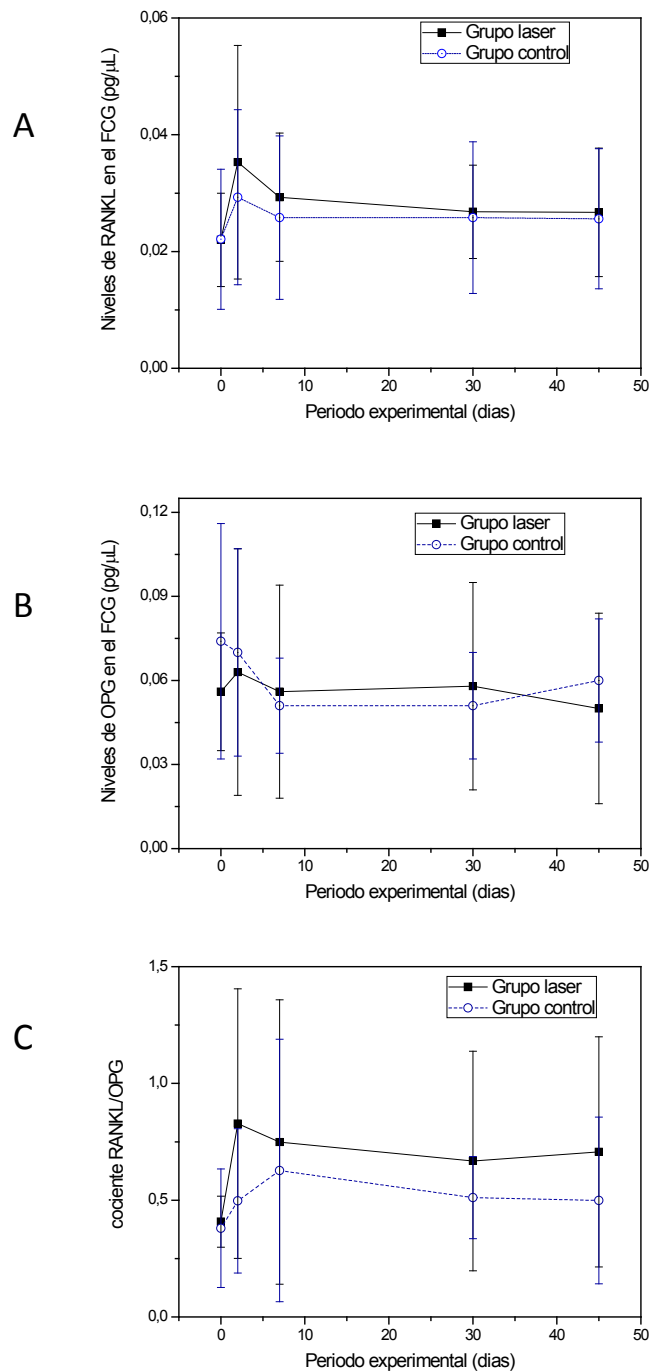 A
Niveles de RANKL en el FCG (pg/µL)
0,06
0,04
0,02
0,00
Grupo laser
Grupo control
0 10 20 30 40 50
Periodo experimental (dias)
B
Niveles de OPG en el FCG (pg/µL)
0,12
0,09
0,06
0,03
0,00
Grupo laser
Grupo control
0 10 20 30 40 50
Periodo experimental (dias)
C
cociente RANKL/OPG
1,5
1,0
0,5
0,0
Grupo laser
Grupo control
0 10 20 30 40 50
Periodo experimental (dias)